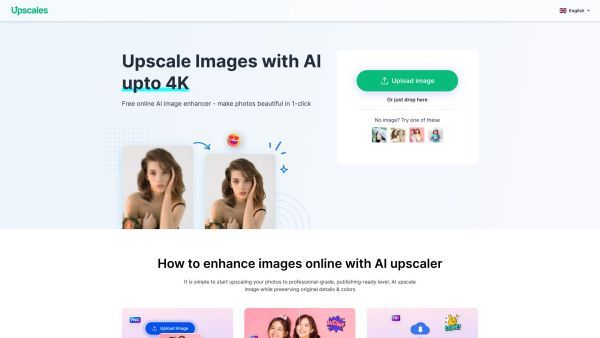 Upscales
English
Upscale Images with AI
upto 4K
Free online AI image enhancer - make photos beautiful in 1-click
Upload image
Or just drop here
No image? Try one of these
How to enhance images online with AI upscaler
It is simple to start upscaling your photos to professional-grade, publishing-ready level. AI upscale
image while preserving original details & colors
PNG
Upload Image
WOW!
HD